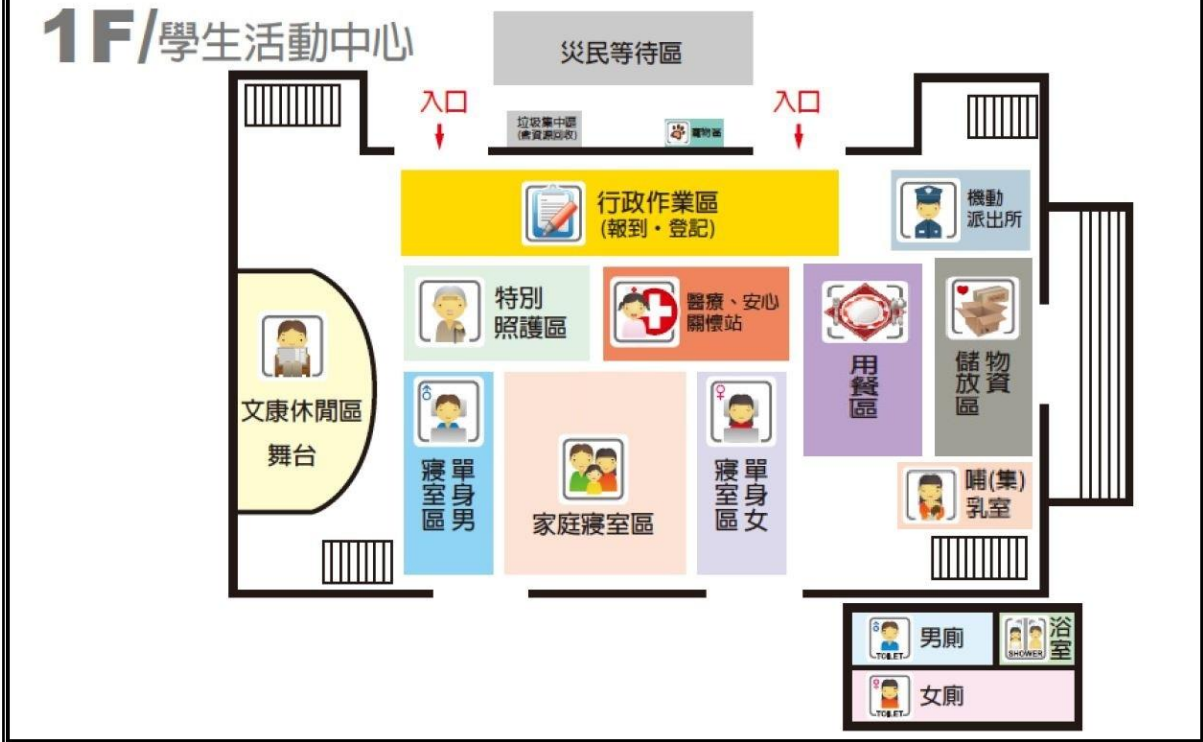 1F/學生活動中心
災民等待區
入口
入口
垃圾集中區
(含資源回收)
寵物區
行政作業區
(報到・登記)
機動
派出所
特別
照護區
醫療、安心
關懷站
用餐區
物資
儲放區
文康休閒區
舞台
單身男
寢室區
家庭寢室區
單身女
寢室區
哺(集)
乳室
TOILET
男廁
SHOWER
浴室
TOILET
女廁